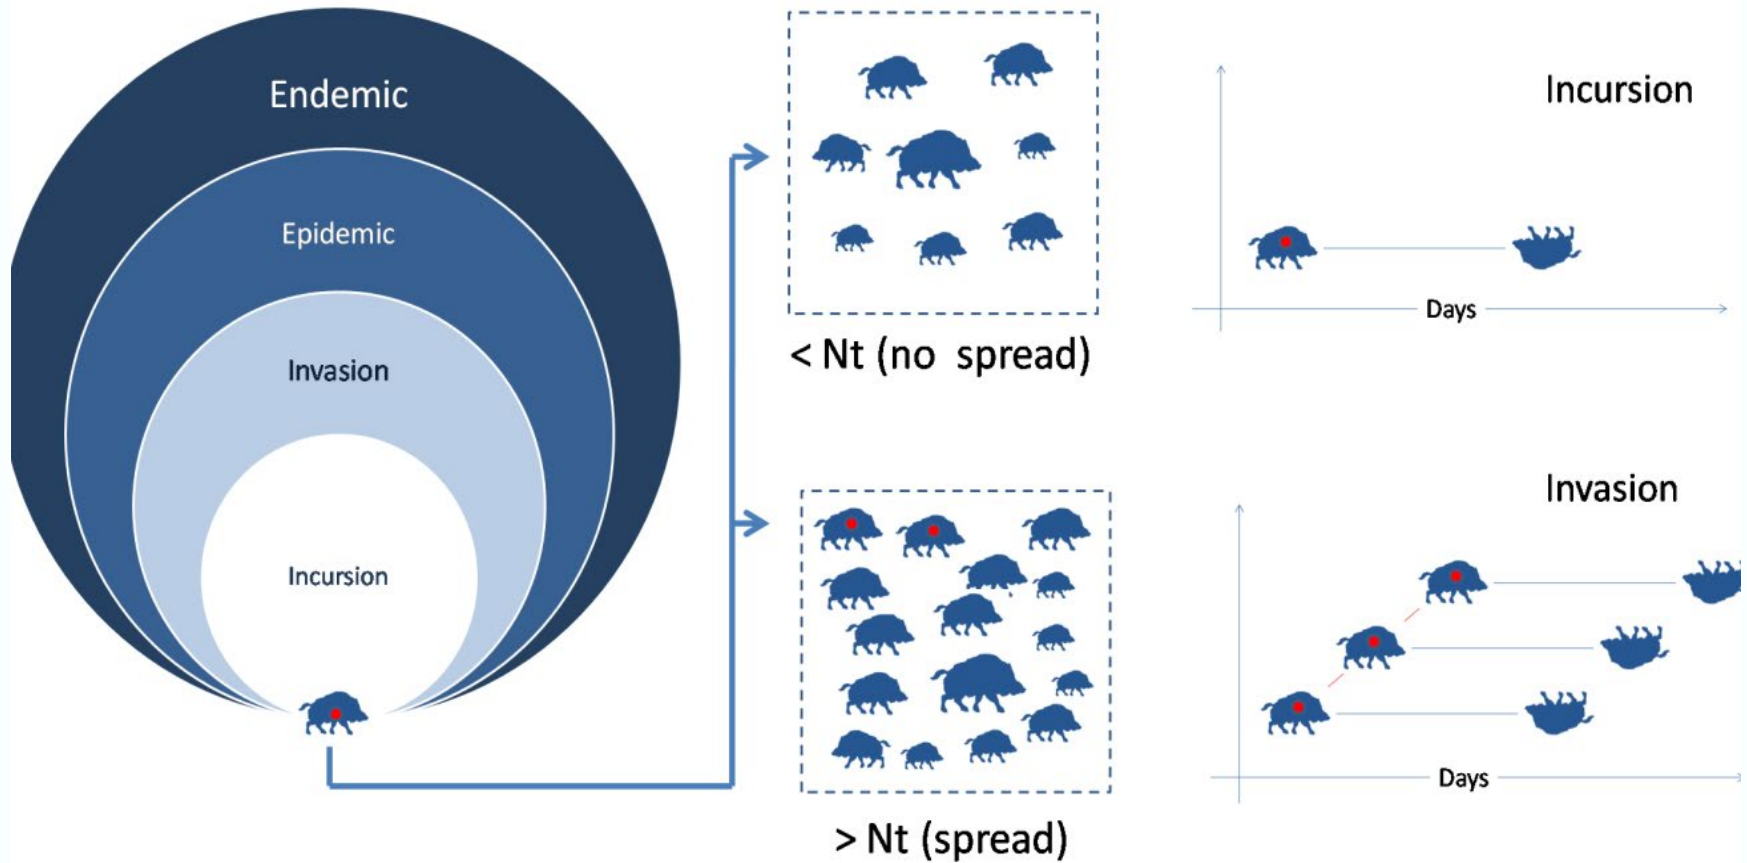 Endemic
Epidemic
Invasion
Incursion
< Nt (no spread)
> Nt (spread)
Incursion
Days
Invasion
Days